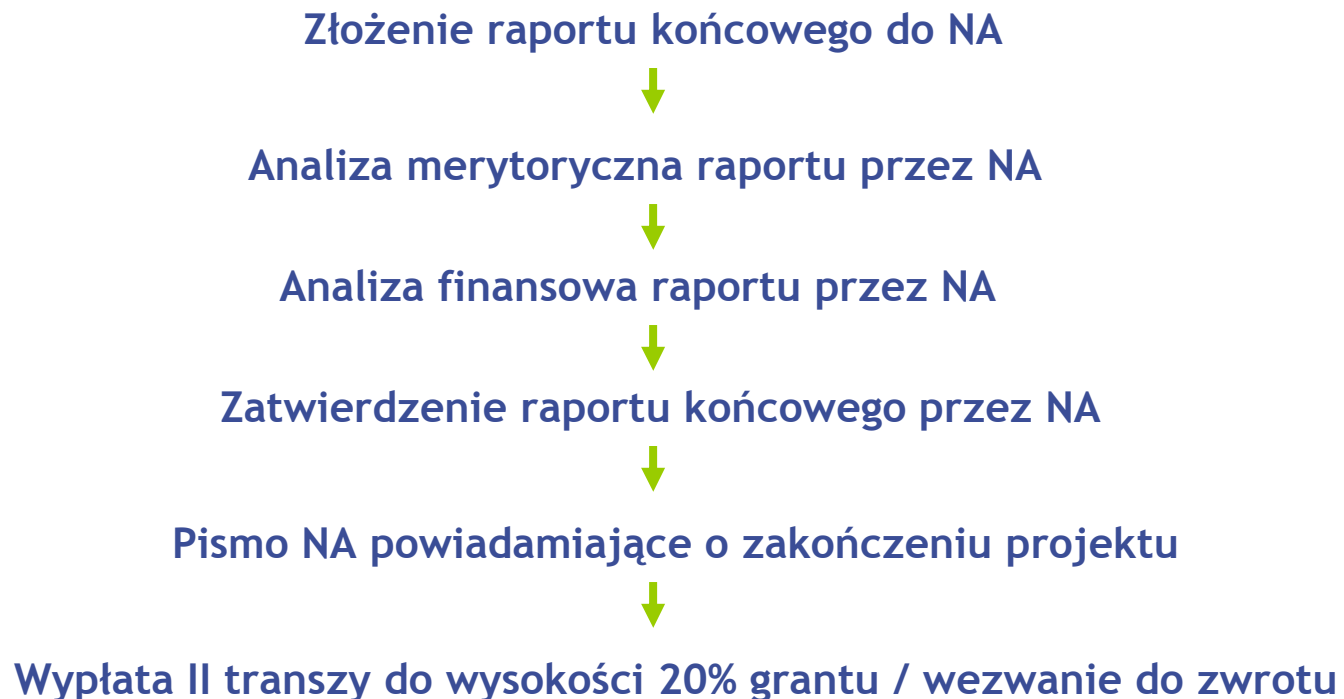 Złożenie raportu końcowego do NA
Analiza merytoryczna raportu przez NA
Analiza finansowa raportu przez NA
Zatwierdzenie raportu końcowego przez NA
Pismo NA powiadamiające o zakończeniu projektu
Wypłata II transzy do wysokości 20% grantu / wezwanie do zwrotu